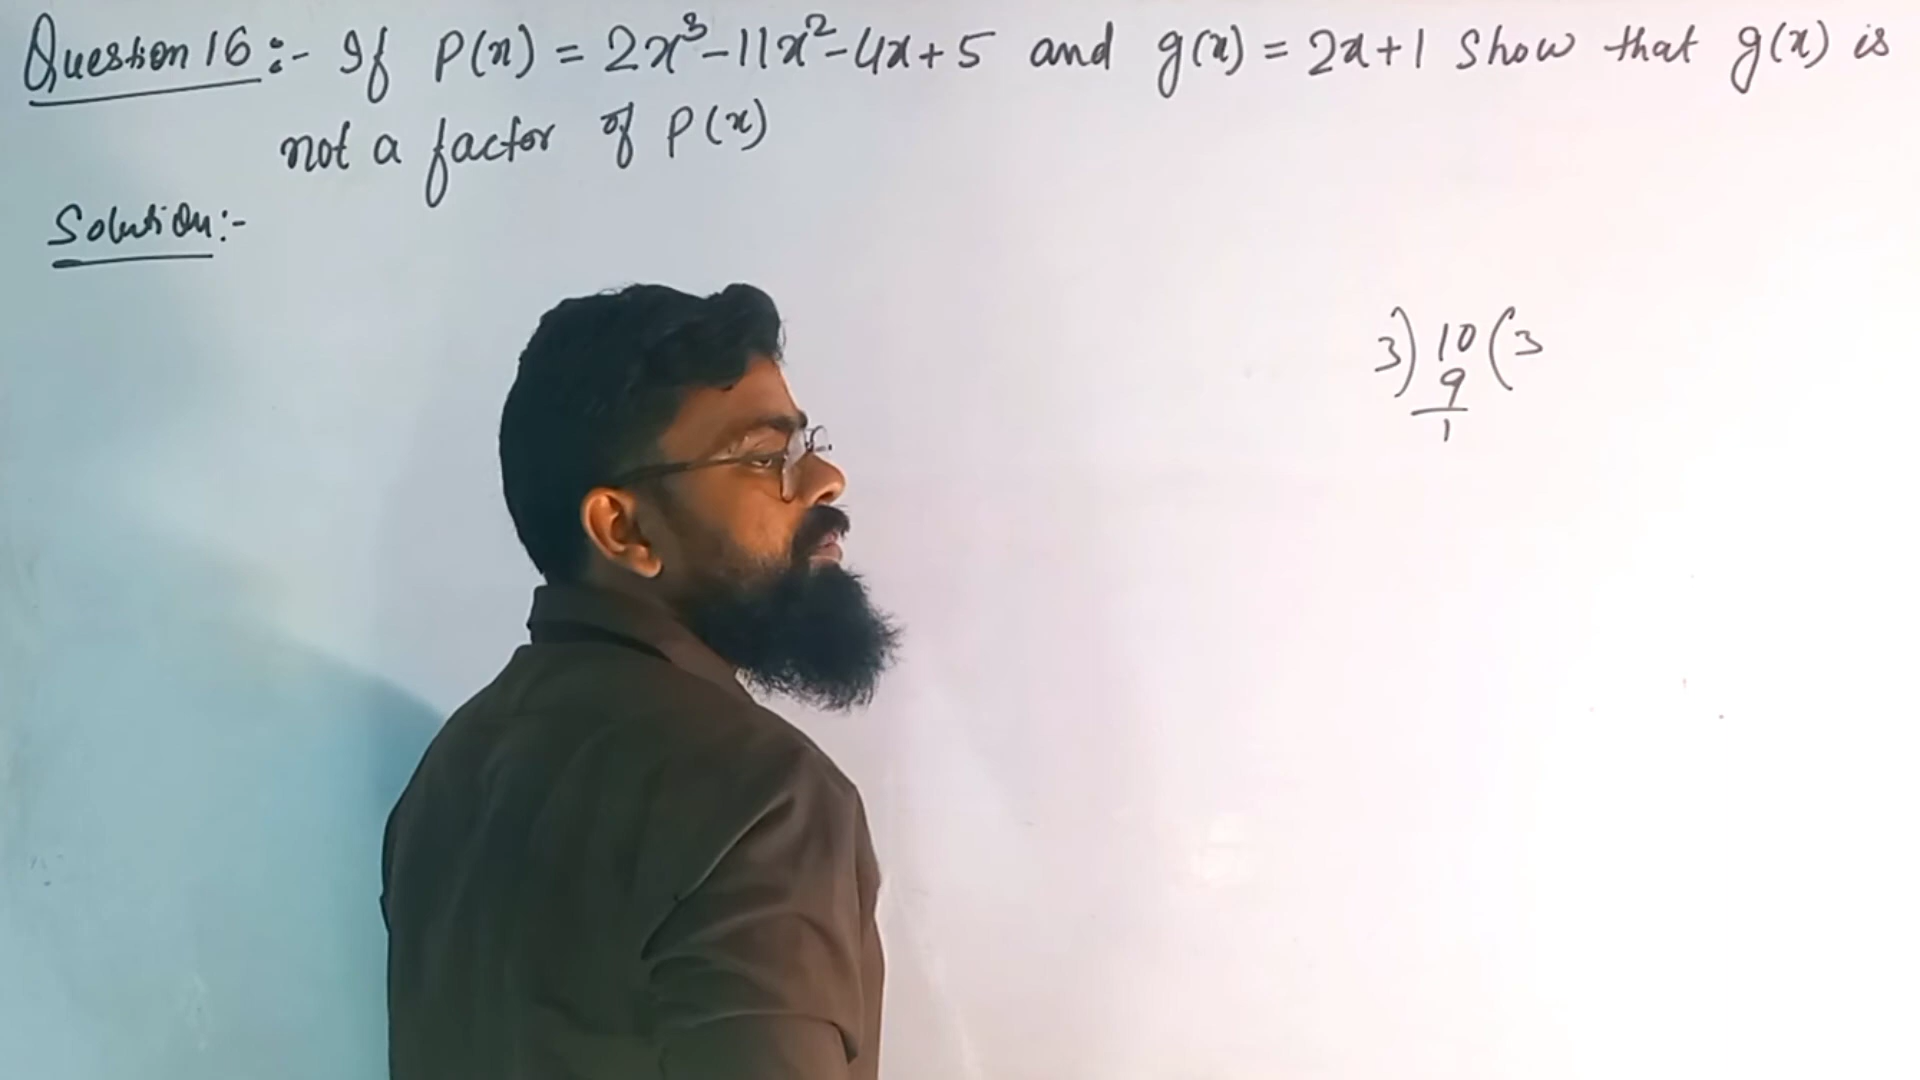 Question 16 :- If P(x) = 2x³-11x²-4x+5 and g(x) = 2x+1 Show that g(x) is
not a factor of P(x)
Solution:-
3) 10 (3
9
1